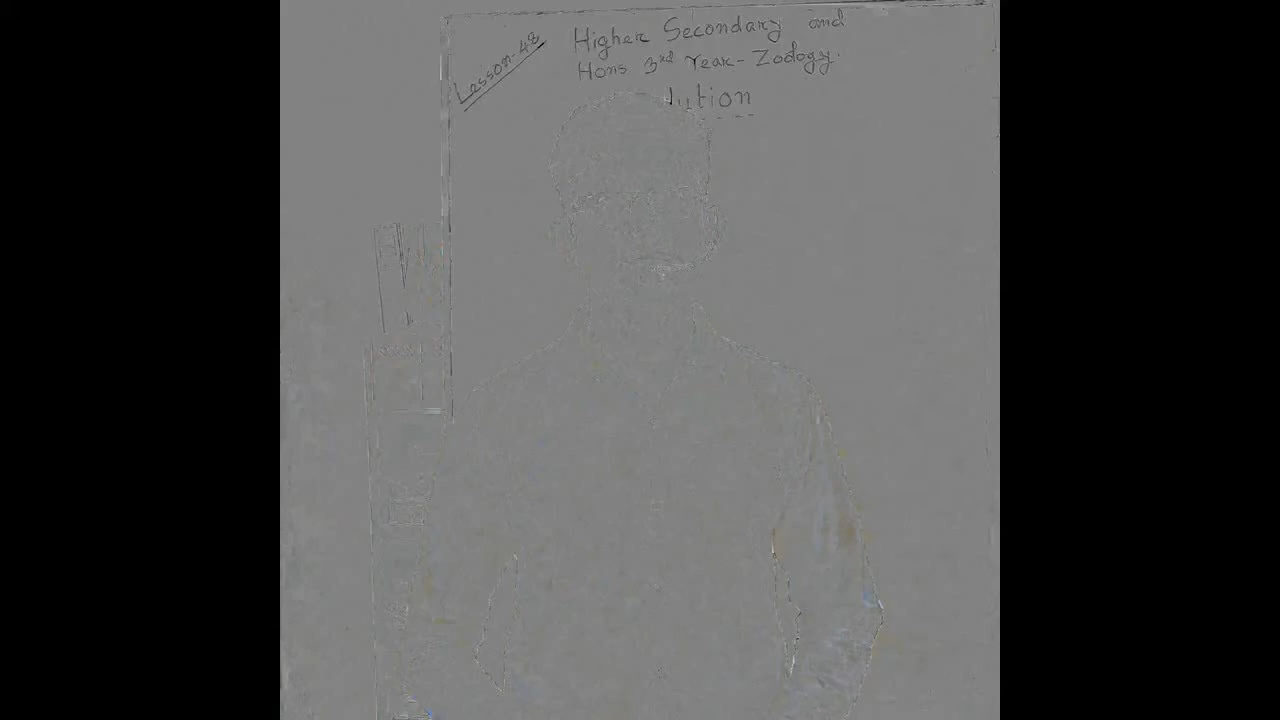 Lesson-48
Higher Secondary and
Hons 3rd Year- Zoology.
lution